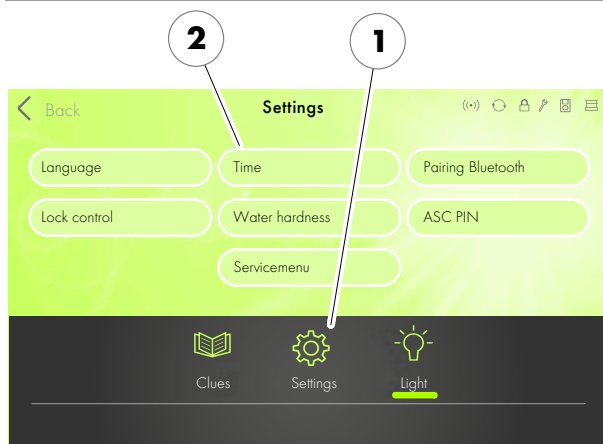 2 1
Back Settings
Language Time Pairing Bluetooth
Lock control Water hardness ASC PIN
Servicemenu
Clues Settings Light